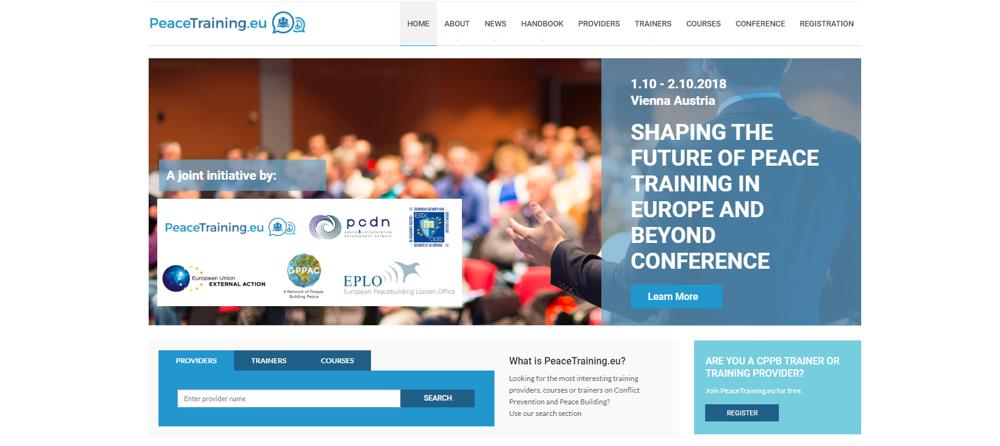 PeaceTraining.eu
HOME ABOUT NEWS HANDBOOK PROVIDERS TRAINERS COURSES CONFERENCE REGISTRATION
1.10 - 2.10.2018
Vienna Austria
SHAPING THE
FUTURE OF PEACE
TRAINING IN
EUROPE AND
BEYOND
CONFERENCE
Learn More
A joint initiative by:
PeaceTraining.eu
pcdn
peace & collaborative
development network
EUROPEAN SECURITY AND
DEFENCE COLLEGE
COLLÈGE EUROPÉEN DE
SÉCURITÉ ET DE DÉFENSE
ESDC
CESD
European Union
EXTERNAL ACTION
GPPAC
A Network of People
Building Peace
EPLO
European Peacebuilding Liaison Office
PROVIDERS TRAINERS COURSES
Enter provider name
SEARCH
What is PeaceTraining.eu?
Looking for the most interesting training
providers, courses or trainers on Conflict
Prevention and Peace Building?
Use our search section
ARE YOU A CPPB TRAINER OR
TRAINING PROVIDER?
Join PeaceTraining.eu for free.
REGISTER